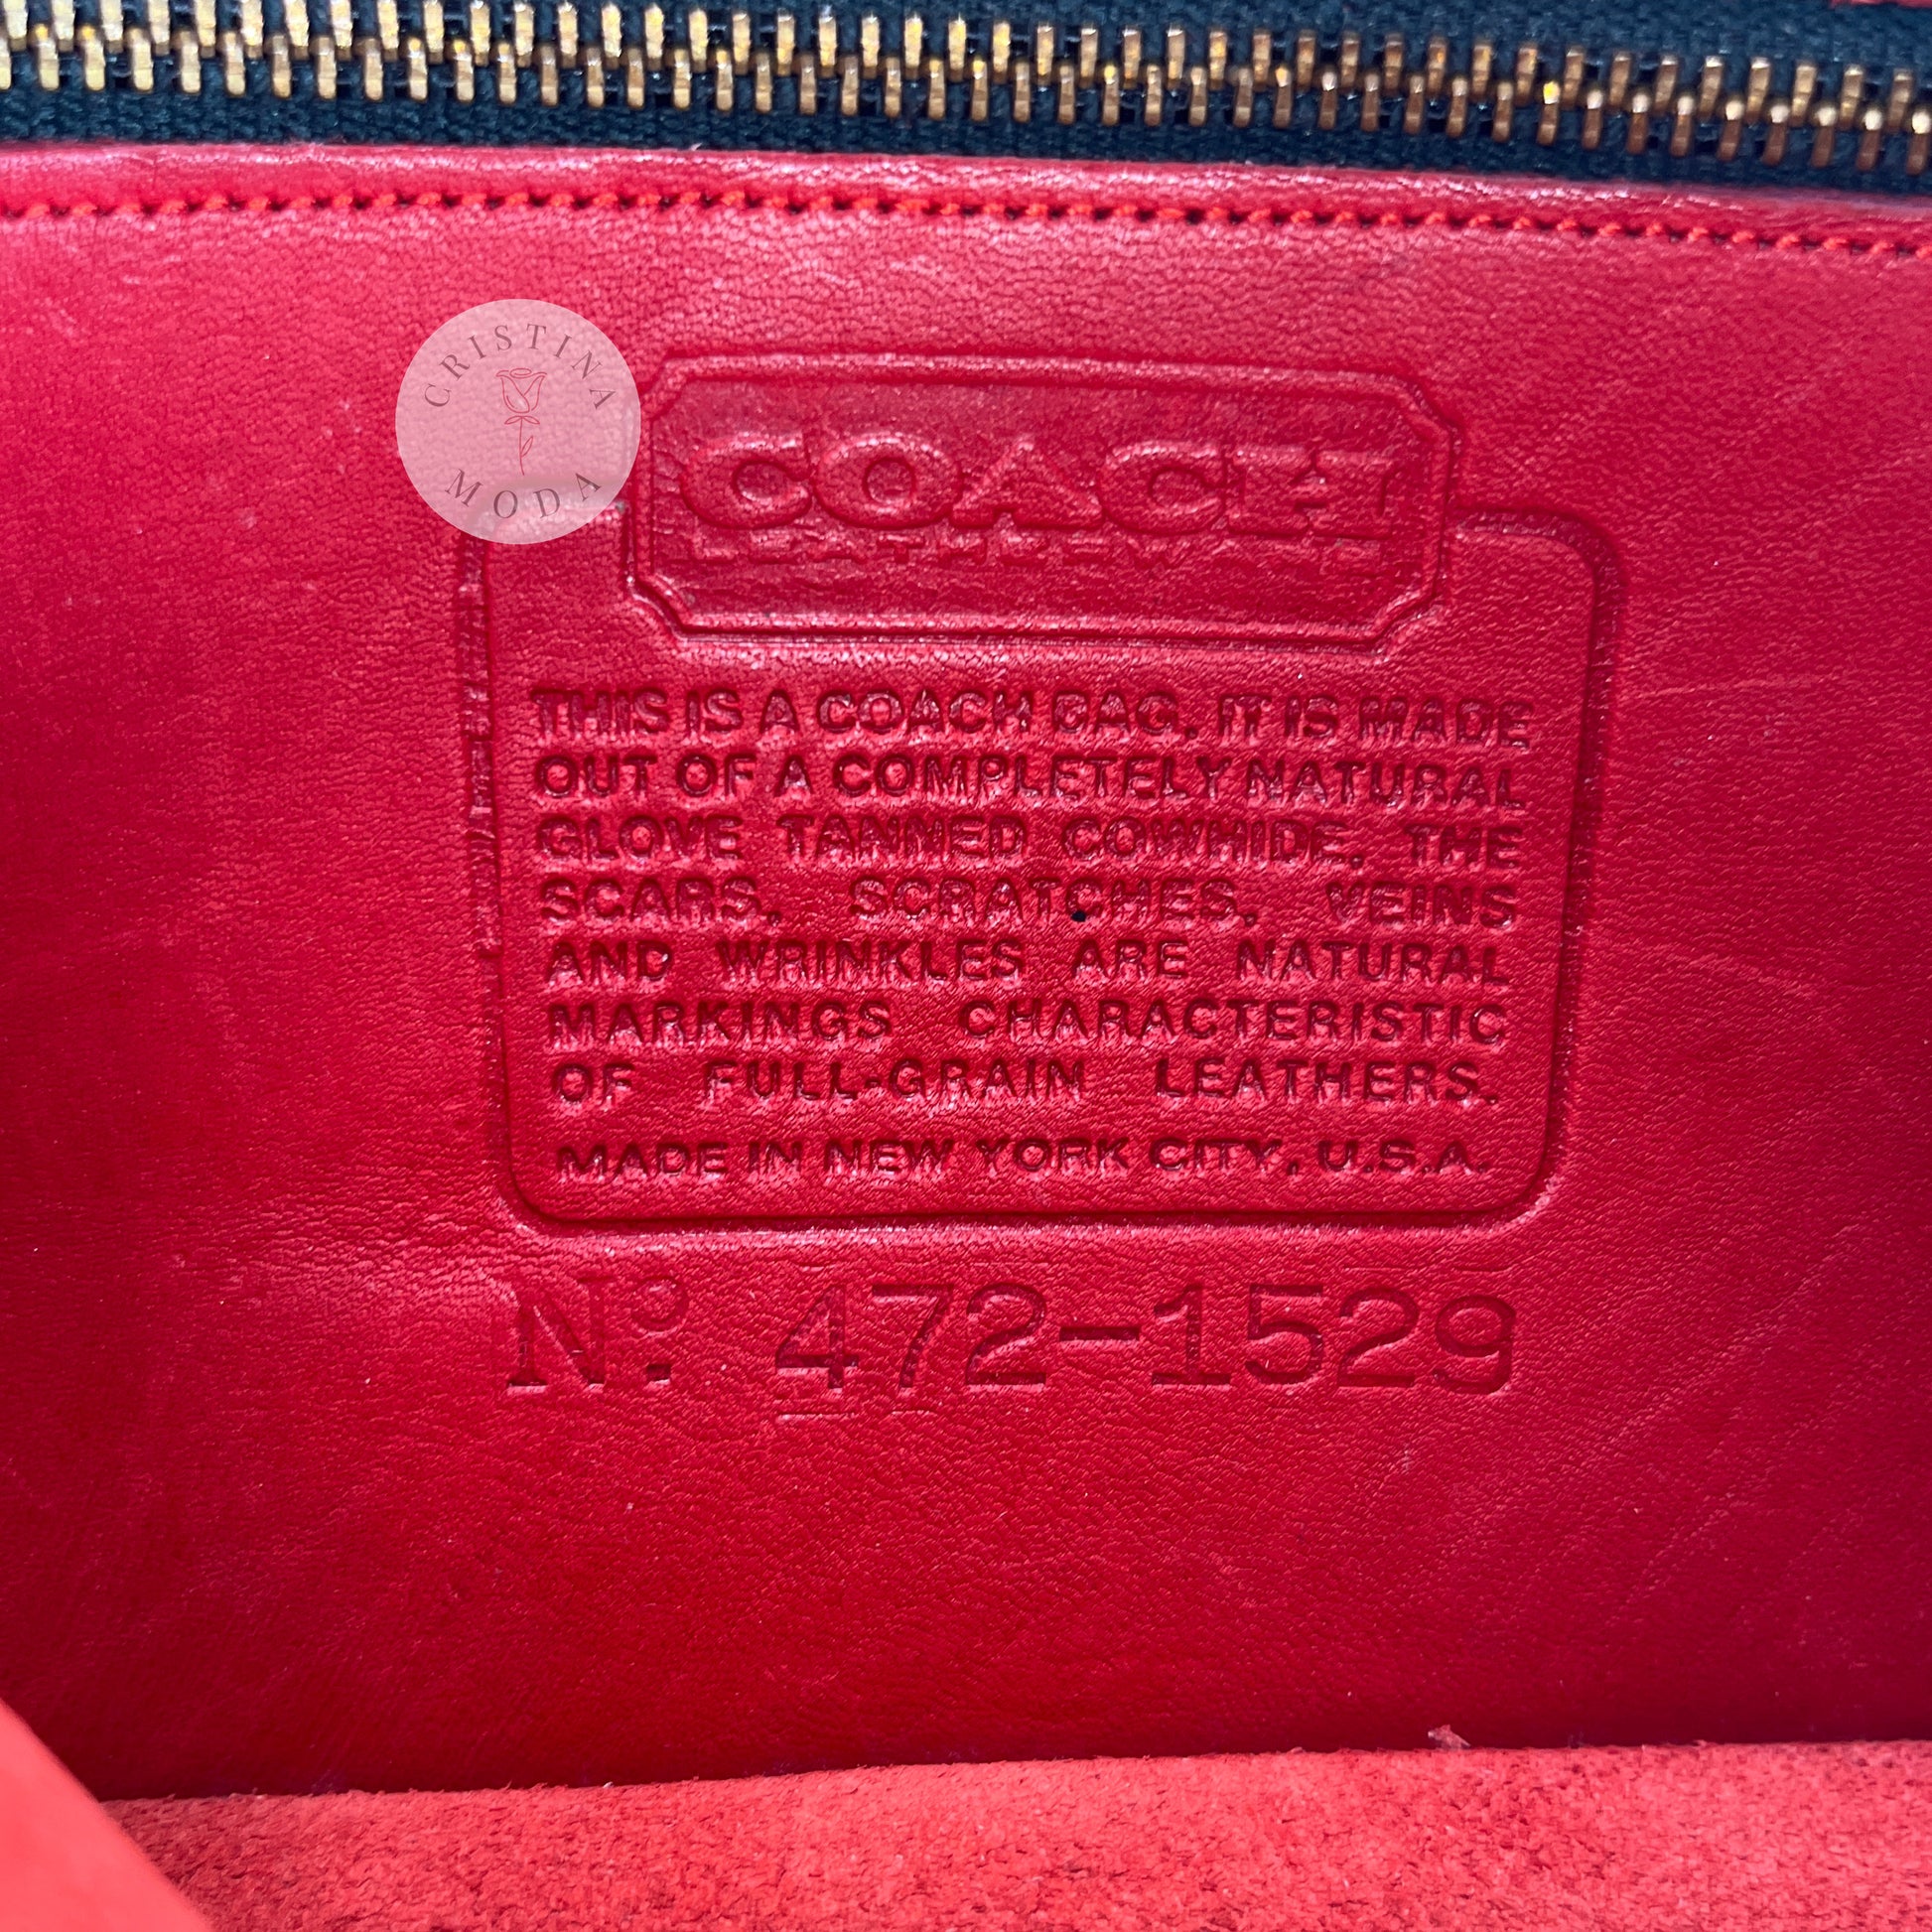 CRISTINA
MODA
COACH
LEATHERWARE
THIS IS A COACH BAG. IT IS MADE
OUT OF A COMPLETELY NATURAL
GLOVE TANNED COWHIDE. THE
SCARS, SCRATCHES, VEINS
AND WRINKLES ARE NATURAL
MARKINGS CHARACTERISTIC
OF FULL-GRAIN LEATHERS.
MADE IN NEW YORK CITY, U.S.A.
Nº. 472-1529